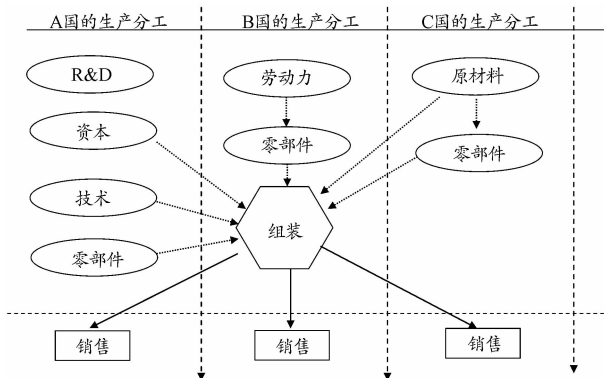 A国的生产分工 B国的生产分工 C国的生产分工
R&D 劳动力 原材料
资本 零部件 零部件
技术 组装
零部件
销售 销售 销售